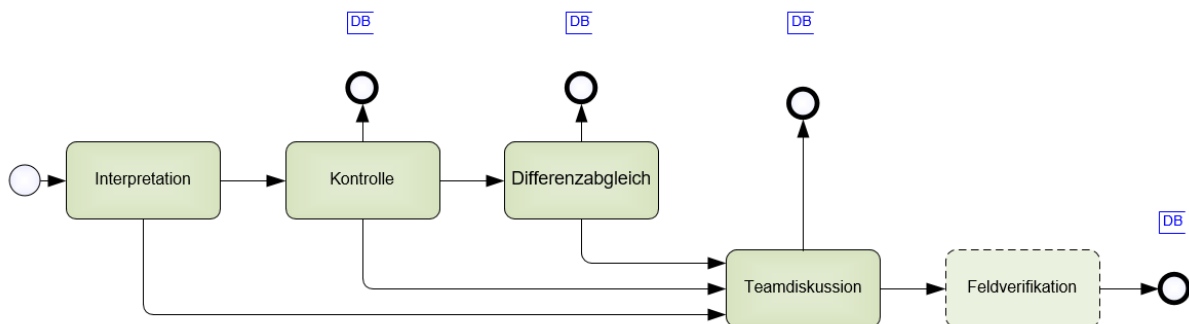 DB
DB
DB
Interpretation
Kontrolle
Differenzabgleich
DB
Teamdiskussion
Feldverifikation